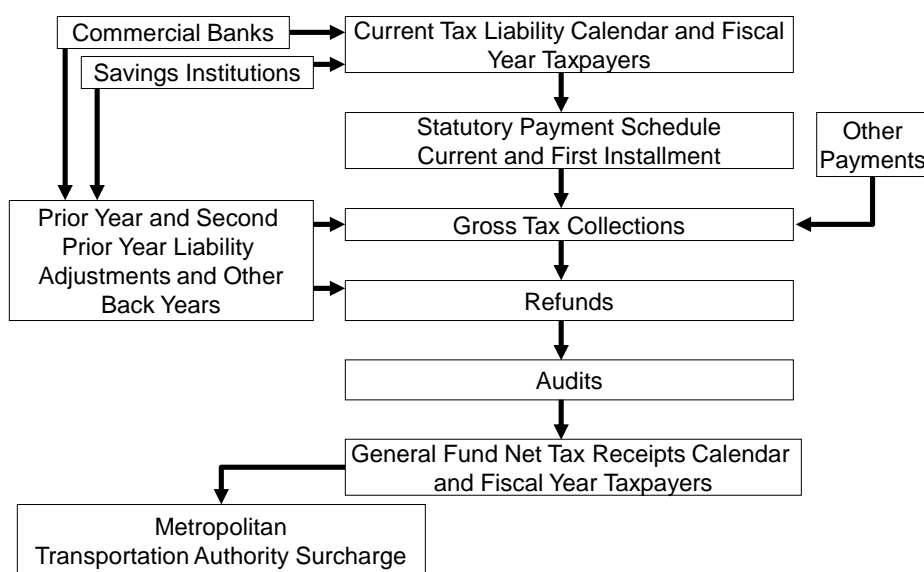 Commercial Banks
Current Tax Liability Calendar and Fiscal
Year Taxpayers
Savings Institutions
Statutory Payment Schedule
Current and First Installment
Other
Payments
Prior Year and Second
Prior Year Liability
Adjustments and Other
Back Years
Gross Tax Collections
Refunds
Audits
General Fund Net Tax Receipts Calendar
and Fiscal Year Taxpayers
Metropolitan
Transportation Authority Surcharge